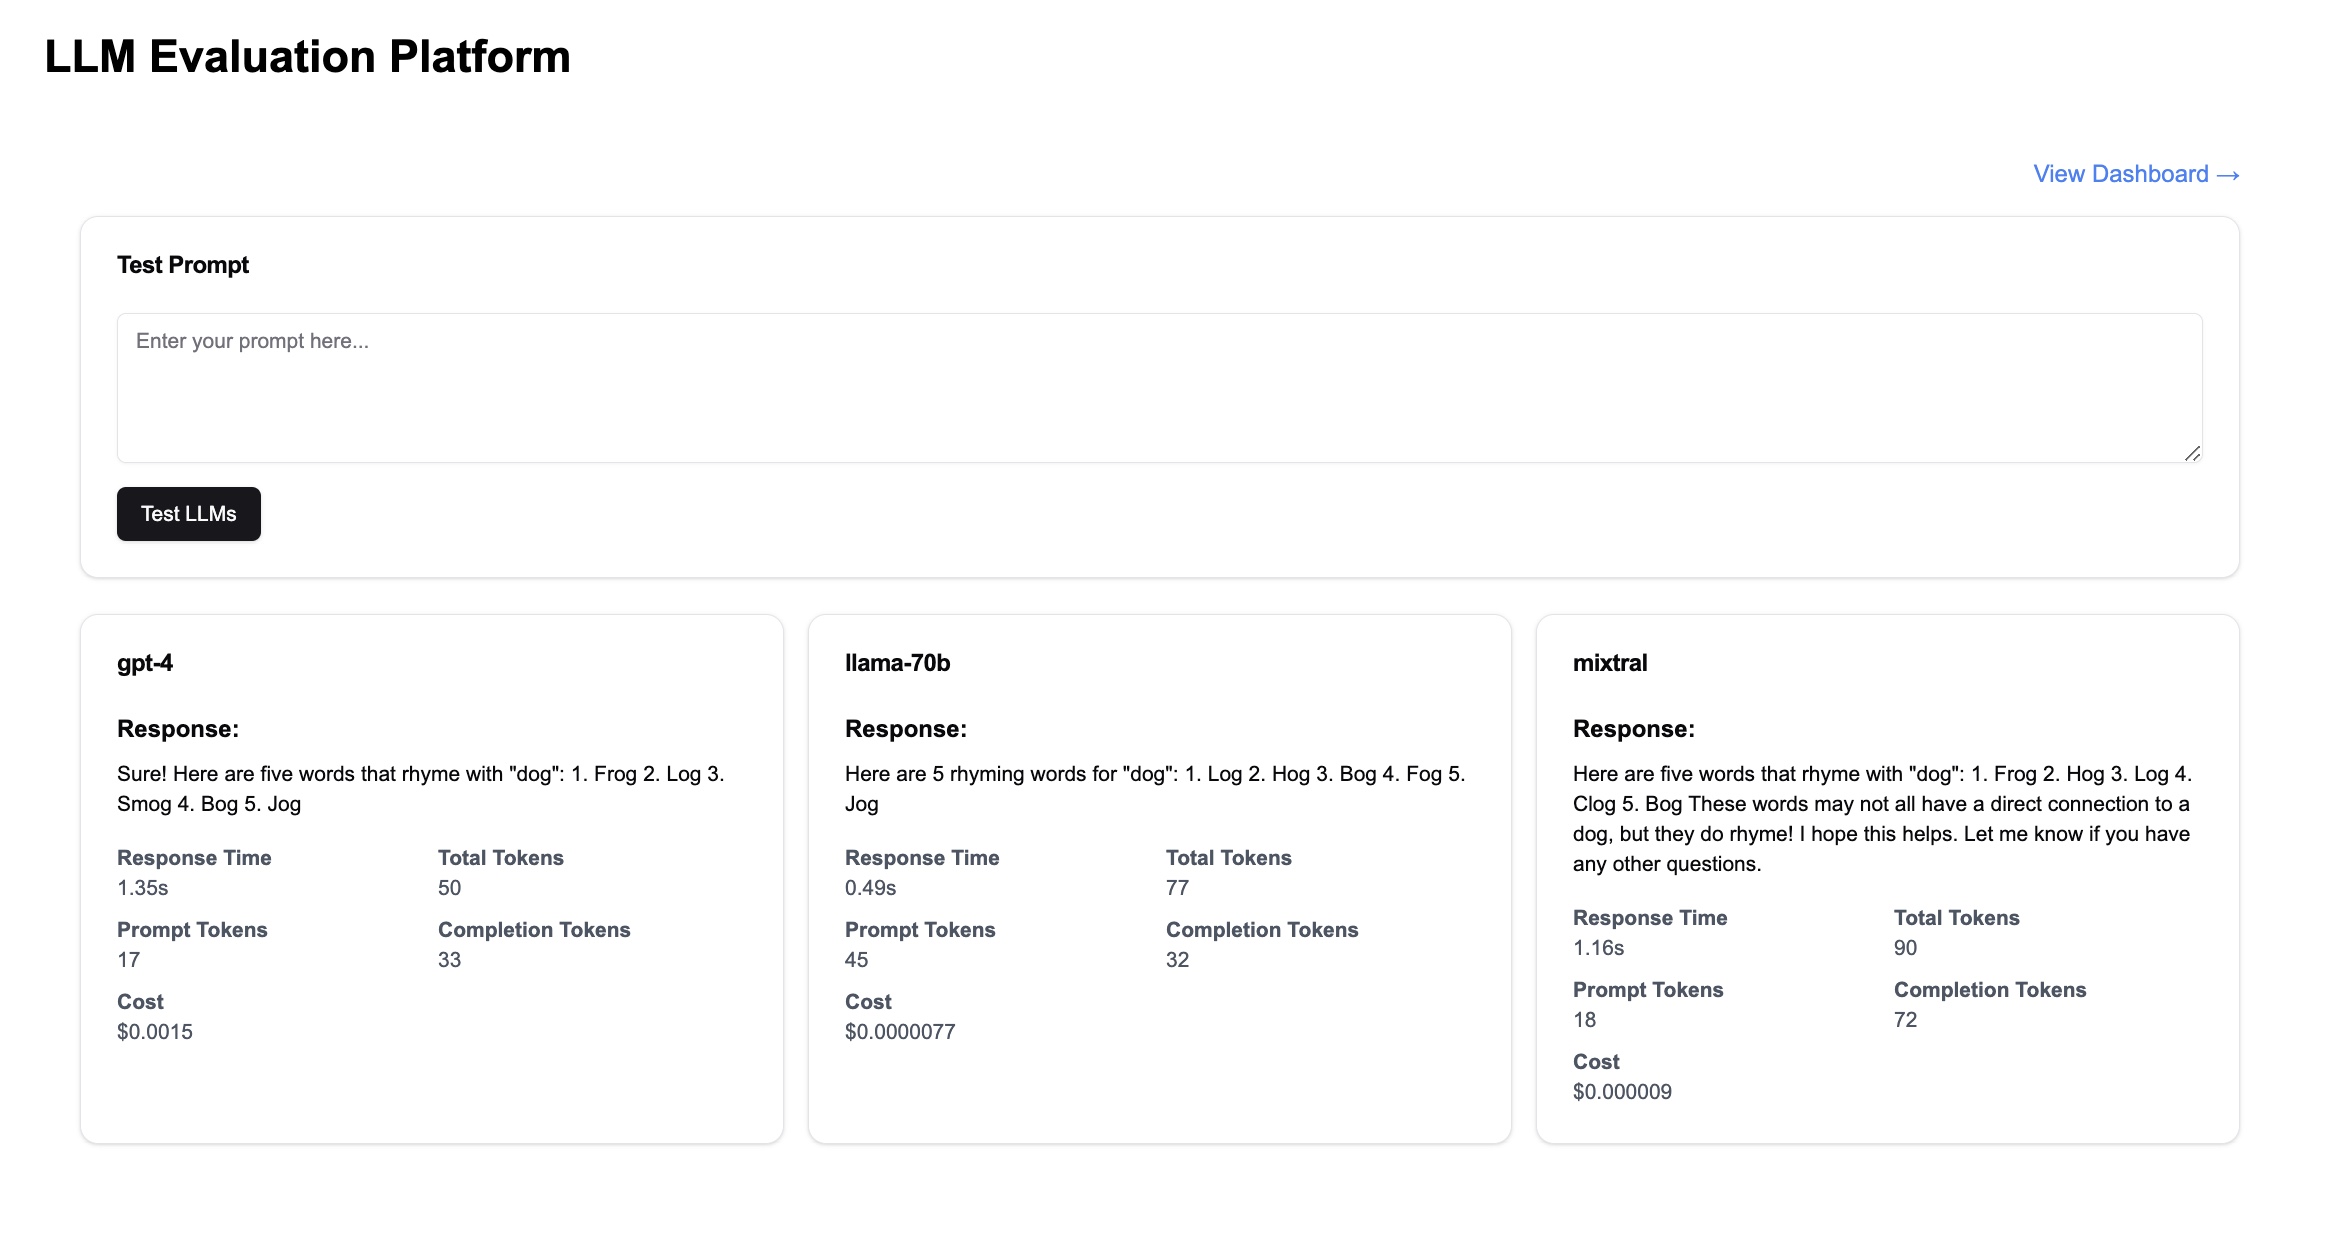 LLM Evaluation Platform
View Dashboard →
Test Prompt
Enter your prompt here...
Test LLMs
gpt-4
Response:
Sure! Here are five words that rhyme with "dog": 1. Frog 2. Log 3.
Smog 4. Bog 5. Jog
Response Time Total Tokens
1.35s 50
Prompt Tokens Completion Tokens
17 33
Cost
$0.0015
llama-70b
Response:
Here are 5 rhyming words for "dog": 1. Log 2. Hog 3. Bog 4. Fog 5.
Jog
Response Time Total Tokens
0.49s 77
Prompt Tokens Completion Tokens
45 32
Cost
$0.0000077
mixtral
Response:
Here are five words that rhyme with "dog": 1. Frog 2. Hog 3. Log 4.
Clog 5. Bog These words may not all have a direct connection to a
dog, but they do rhyme! I hope this helps. Let me know if you have
any other questions.
Response Time Total Tokens
1.16s 90
Prompt Tokens Completion Tokens
18 72
Cost
$0.000009